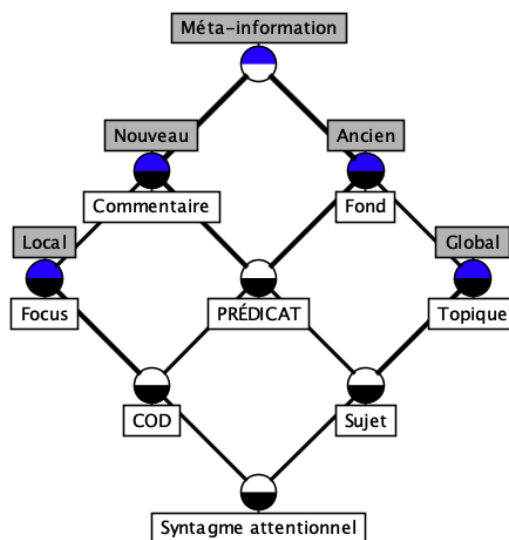 Méta-information
Nouveau
Ancien
Commentaire
Fond
Local
Global
Focus
PRÉDICAT
Topique
COD
Sujet
Syntagme attentionnel